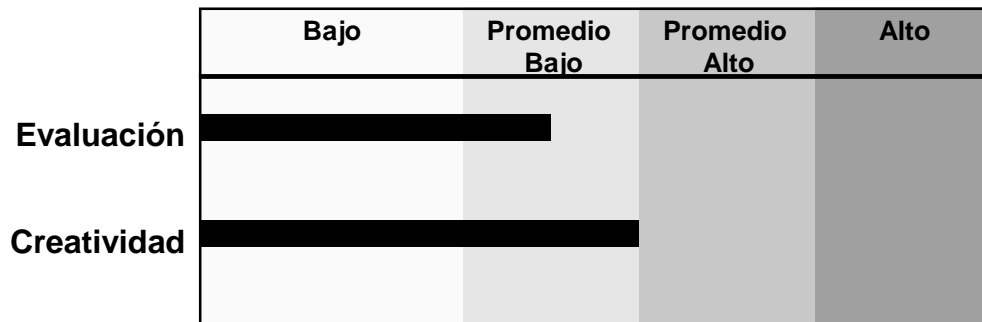 Bajo
Promedio
Bajo
Promedio
Alto
Alto
Evaluación
Creatividad